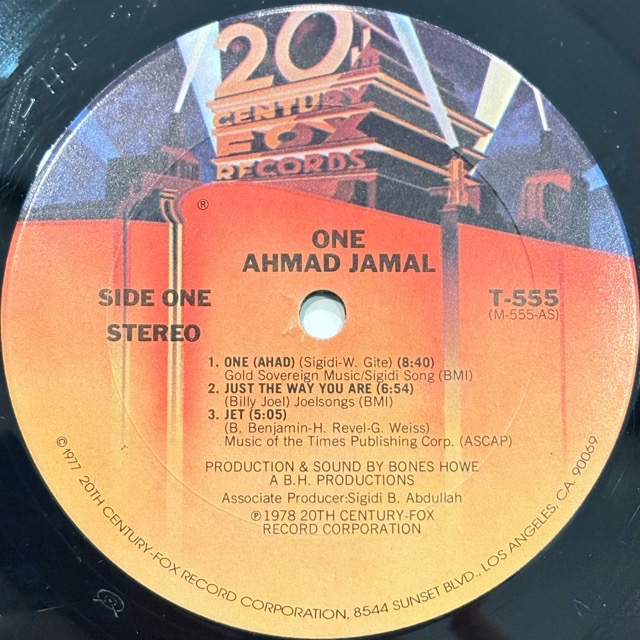 20th
CENTURY
FOX
RECORDS
®
ONE
AHMAD JAMAL
SIDE ONE
STEREO
T-555
(M-555-AS)
1. ONE (AHAD) (Sigidi-W. Gite) (8:40)
Gold Sovereign Music/Sigidi Song (BMI)
2. JUST THE WAY YOU ARE (6:54)
(Billy Joel) Joelsongs (BMI)
3. JET (5:05)
(B. Benjamin-H. Revel-G. Weiss)
Music of the Times Publishing Corp. (ASCAP)
PRODUCTION & SOUND BY BONES HOWE
A B.H. PRODUCTIONS
Associate Producer:Sigidi B. Abdullah
℗1978 20TH CENTURY-FOX
RECORD CORPORATION
©1977 20TH CENTURY-FOX RECORD CORPORATION, 8544 SUNSET BLVD., LOS ANGELES, CA. 90069